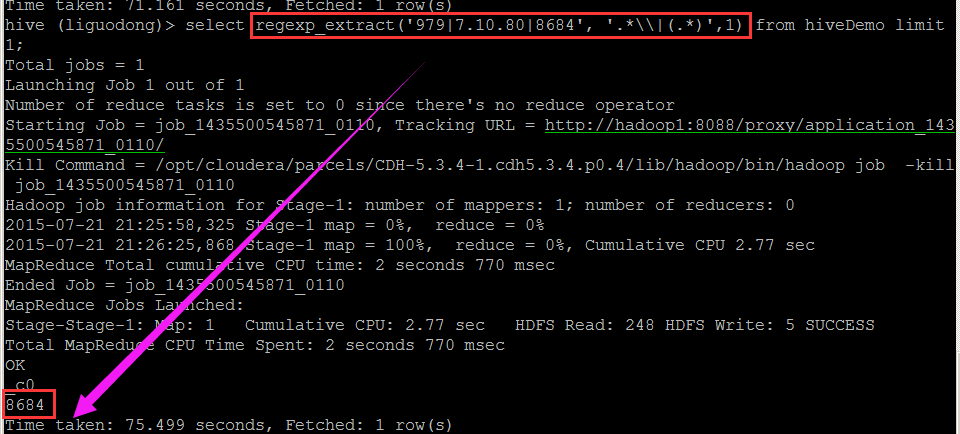 Time taken: 71.161 seconds, Fetched: 1 row(s)
hive (liguodong)> select regexp_extract('979|7.10.80|8684', '.*\\|(.*)',1) from hiveDemo limit
1;
Total jobs = 1
Launching Job 1 out of 1
Number of reduce tasks is set to 0 since there's no reduce operator
Starting Job = job_1435500545871_0110, Tracking URL = http://hadoop1:8088/proxy/application_143
5500545871_0110/
Kill Command = /opt/cloudera/parcels/CDH-5.3.4-1.cdh5.3.4.p0.4/lib/hadoop/bin/hadoop job  -kill
 job_1435500545871_0110
Hadoop job information for Stage-1: number of mappers: 1; number of reducers: 0
2015-07-21 21:25:58,325 Stage-1 map = 0%,  reduce = 0%
2015-07-21 21:26:25,868 Stage-1 map = 100%,  reduce = 0%, Cumulative CPU 2.77 sec
MapReduce Total cumulative CPU time: 2 seconds 770 msec
Ended Job = job_1435500545871_0110
MapReduce Jobs Launched:
Stage-Stage-1: Map: 1   Cumulative CPU: 2.77 sec   HDFS Read: 248 HDFS Write: 5 SUCCESS
Total MapReduce CPU Time Spent: 2 seconds 770 msec
OK
_c0
8684
Time taken: 75.499 seconds, Fetched: 1 row(s)